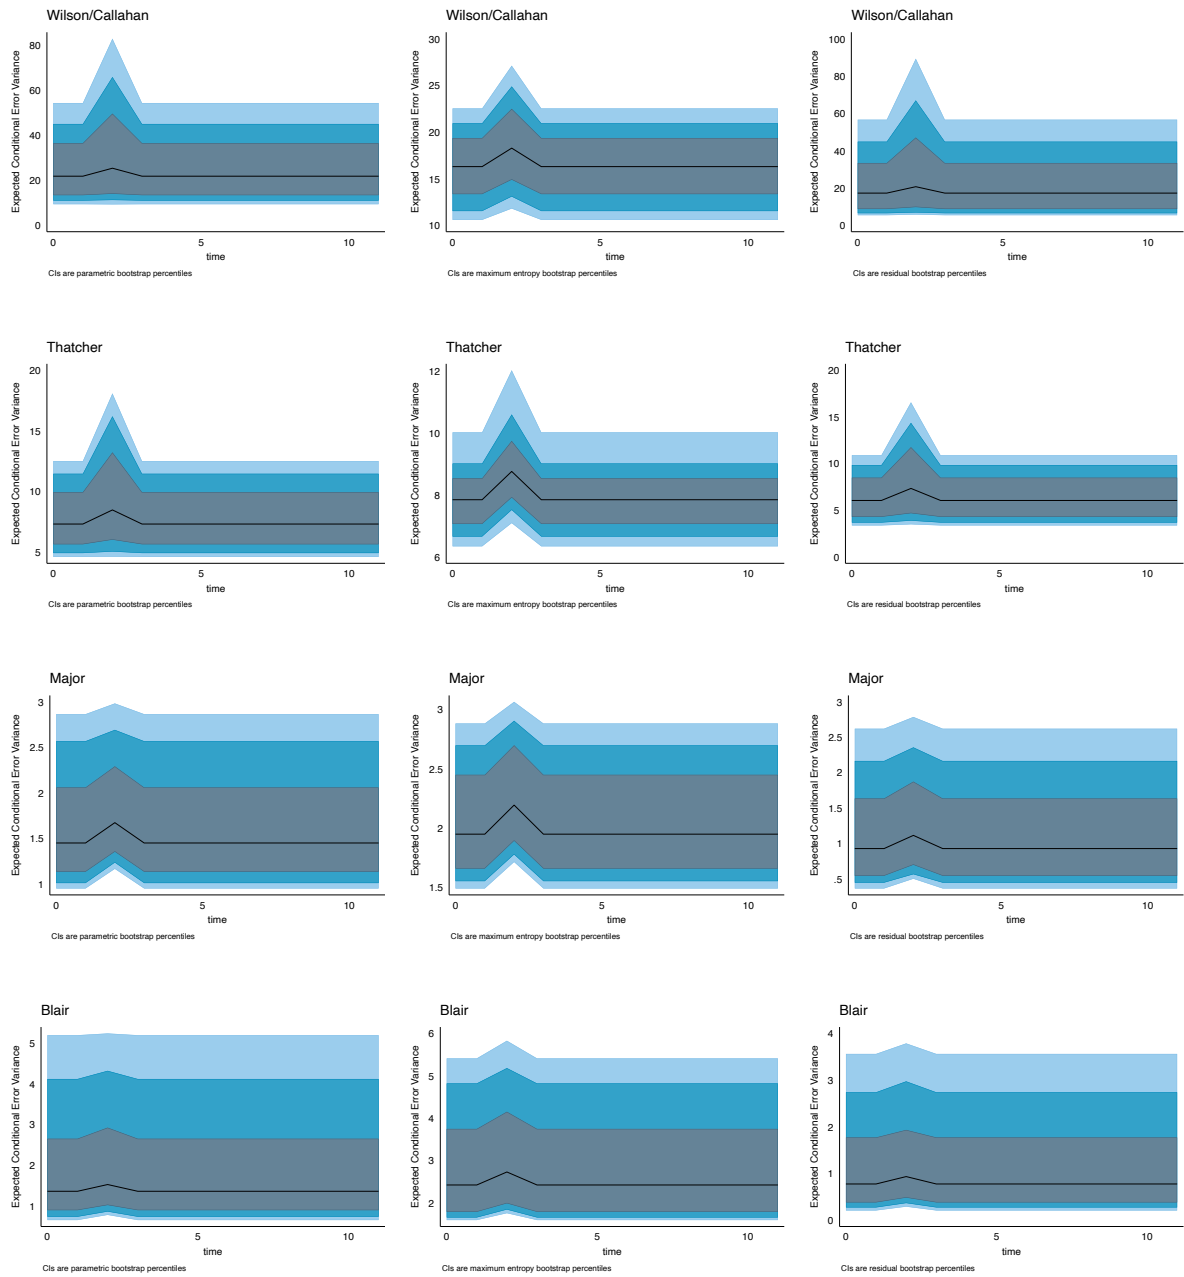 Wilson/Callahan
Expected Conditional Error Variance
80
60
40
20
0
0 5 10
time
CIs are parametric bootstrap percentiles
Wilson/Callahan
Expected Conditional Error Variance
30
25
20
15
10
0 5 10
time
CIs are maximum entropy bootstrap percentiles
Wilson/Callahan
Expected Conditional Error Variance
100
80
60
40
20
0
0 5 10
time
CIs are residual bootstrap percentiles
Thatcher
Expected Conditional Error Variance
20
15
10
5
0 5 10
time
CIs are parametric bootstrap percentiles
Thatcher
Expected Conditional Error Variance
12
10
8
6
0 5 10
time
CIs are maximum entropy bootstrap percentiles
Thatcher
Expected Conditional Error Variance
20
15
10
5
0
0 5 10
time
CIs are residual bootstrap percentiles
Major
Expected Conditional Error Variance
3
2.5
2
1.5
1
0 5 10
time
CIs are parametric bootstrap percentiles
Major
Expected Conditional Error Variance
3
2.5
2
1.5
0 5 10
time
CIs are maximum entropy bootstrap percentiles
Major
Expected Conditional Error Variance
3
2.5
2
1.5
1
.5
0 5 10
time
CIs are residual bootstrap percentiles
Blair
Expected Conditional Error Variance
5
4
3
2
1
0 5 10
time
CIs are parametric bootstrap percentiles
Blair
Expected Conditional Error Variance
6
5
4
3
2
0 5 10
time
CIs are maximum entropy bootstrap percentiles
Blair
Expected Conditional Error Variance
4
3
2
1
0
0 5 10
time
CIs are residual bootstrap percentiles